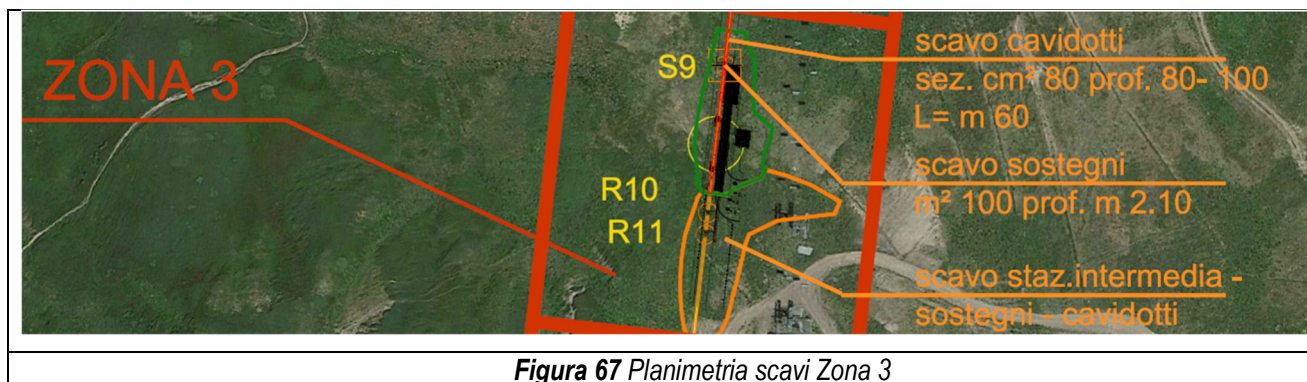 ZONA 3
S9
R10
R11
scavo cavidotti
sez. cm² 80 prof. 80- 100
L= m 60
scavo sostegni
m² 100 prof. m 2.10
scavo staz.intermedia -
sostegni - cavidotti
Figura 67 Planimetria scavi Zona 3